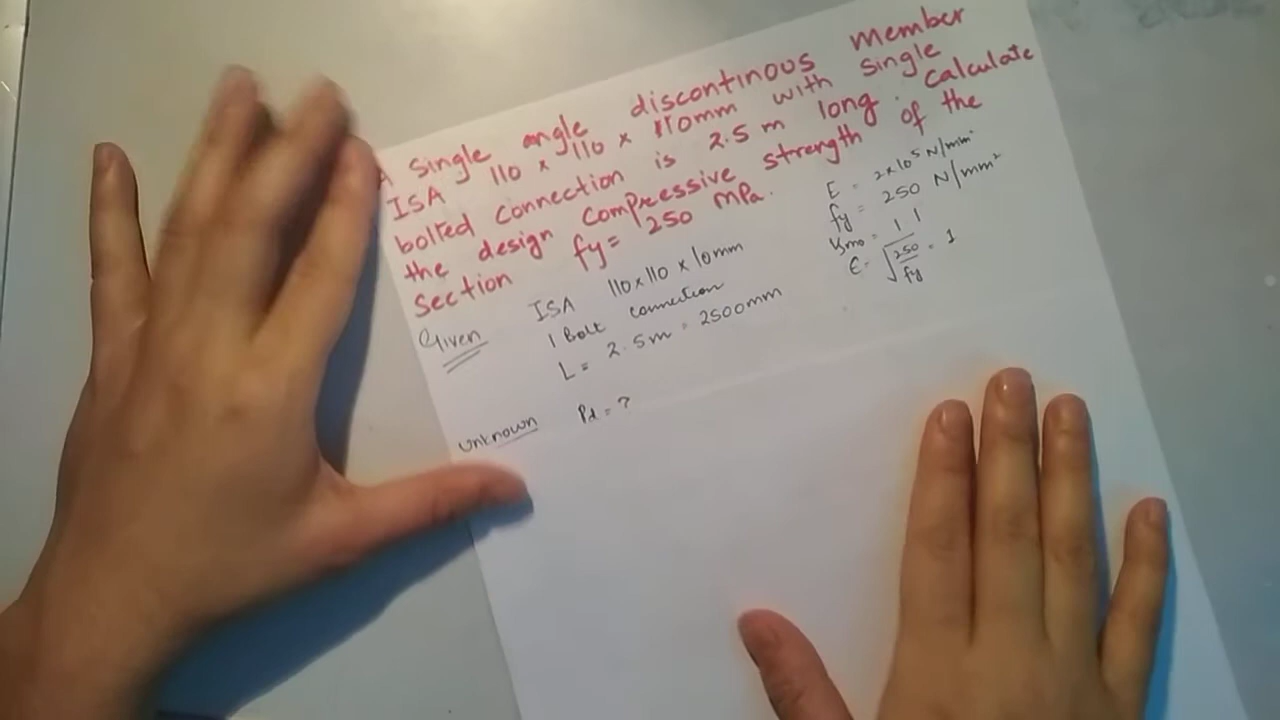 A Single angle discontinous member
ISA 110 x 110 x 110mm with single
bolted connection is 2.5 m long. Calculate
the design compressive strength of the
Section fy= 250 MPa.
Given ISA 110x110 x 10mm
1 Bolt connection
L = 2.5m = 2500mm
E = 2x10⁵ N/mm²
fy = 250 N/mm²
γmo = 1.1
ϵ = √250/fy = 1
unknown Pd = ?